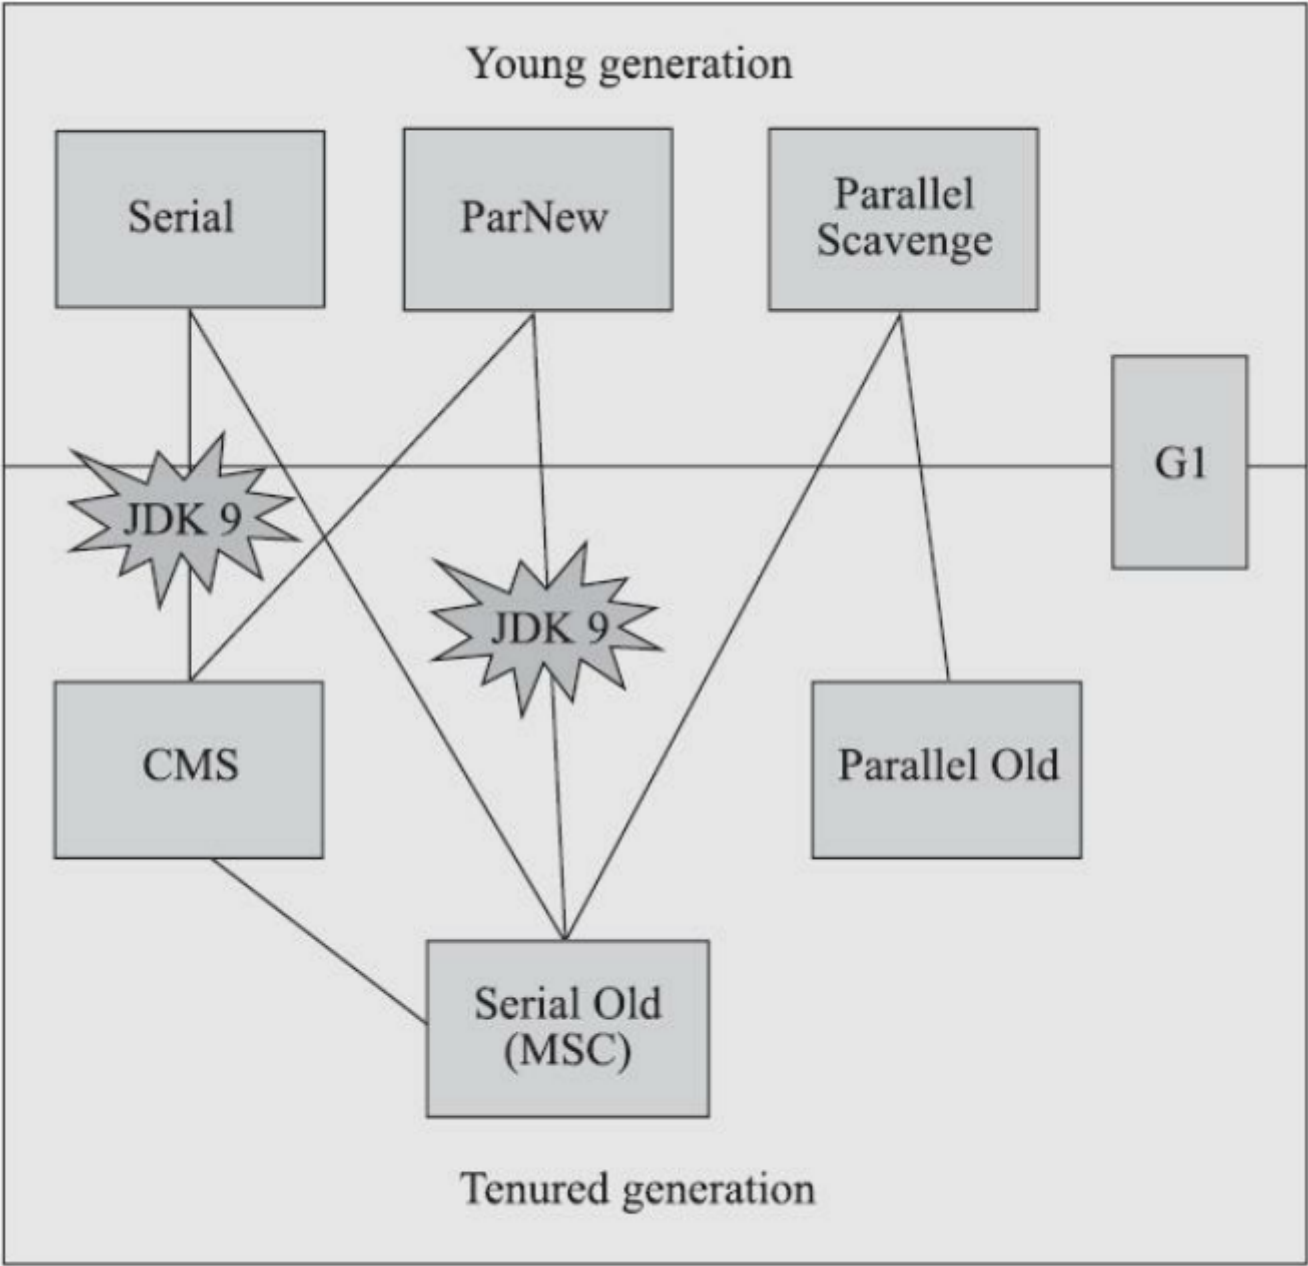 Young generation
Serial
ParNew
Parallel
Scavenge
G1
JDK 9
JDK 9
CMS
Parallel Old
Serial Old
(MSC)
Tenured generation